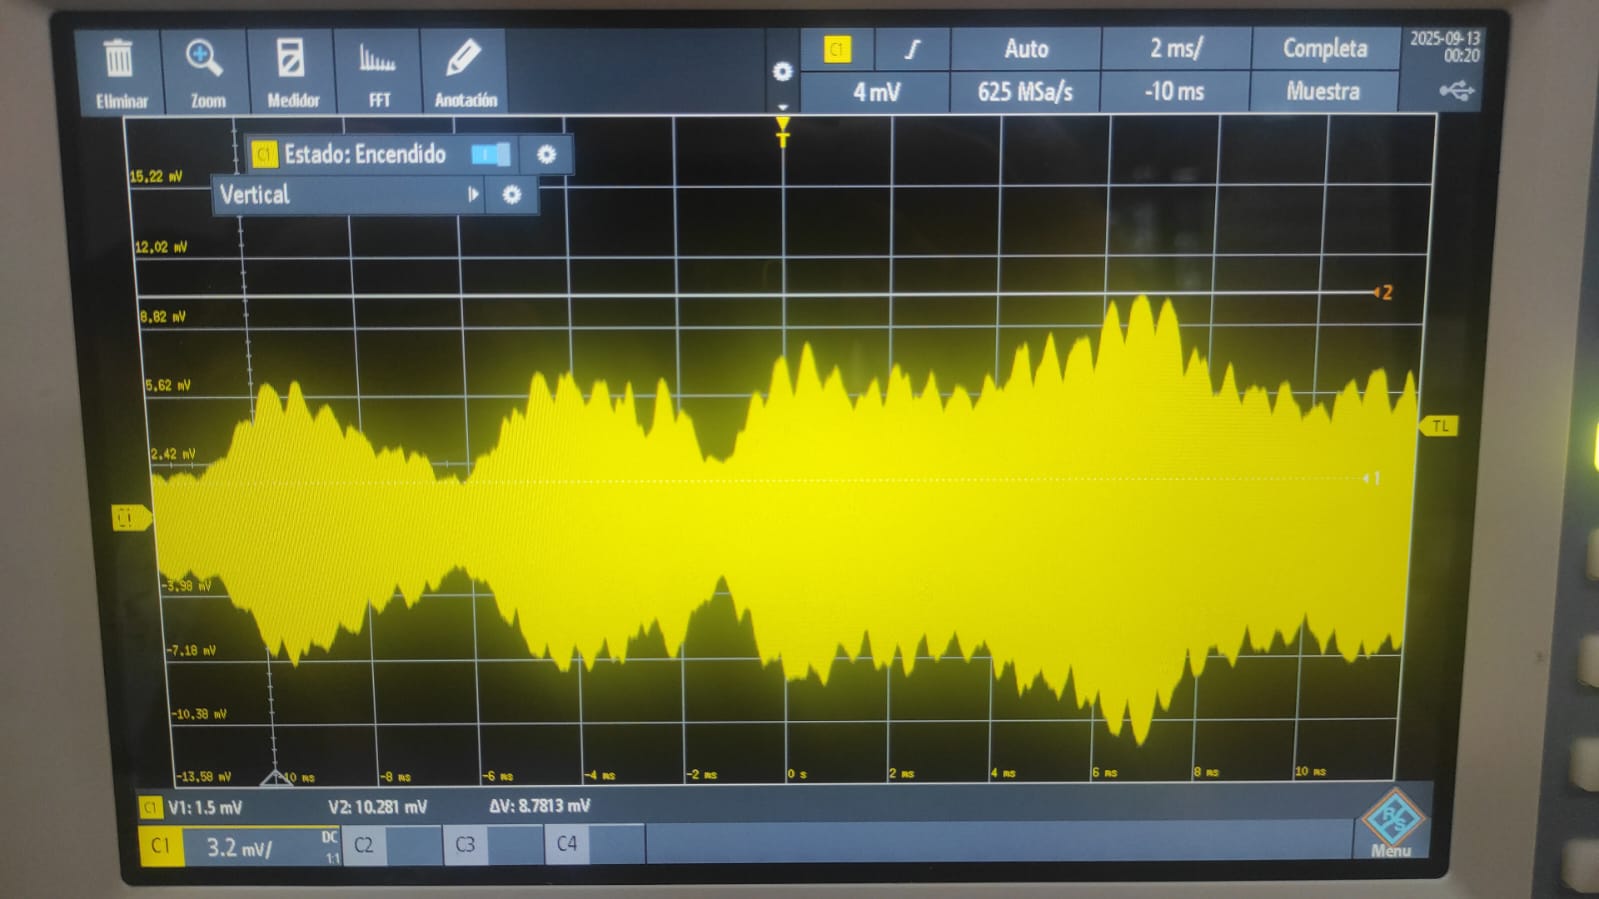 Eliminar
Zoom
Medidor
FFT
Anotación
C1
Auto
2 ms/
Completa
2025-09-13
00:20
4 mV
625 MSa/s
-10 ms
Muestra
T
C1 Estado: Encendido
Vertical
15,22 mV
12,02 mV
8,82 mV
5,62 mV
2,42 mV
-3,98 mV
-7,18 mV
-10,38 mV
-13,58 mV
2
TL
1
C1
-10 ms
-8 ms
-6 ms
-4 ms
-2 ms
0 s
2 ms
4 ms
6 ms
8 ms
10 ms
C1 V1: 1.5 mV V2: 10.281 mV ΔV: 8.7813 mV
C1 3.2 mV/ DC 1:1 C2 C3 C4
R/S
Menu